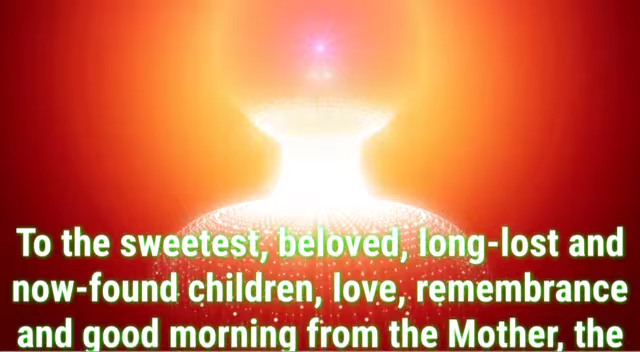 To the sweetest, beloved, long-lost and
now-found children, love, remembrance
and good morning from the Mother, the